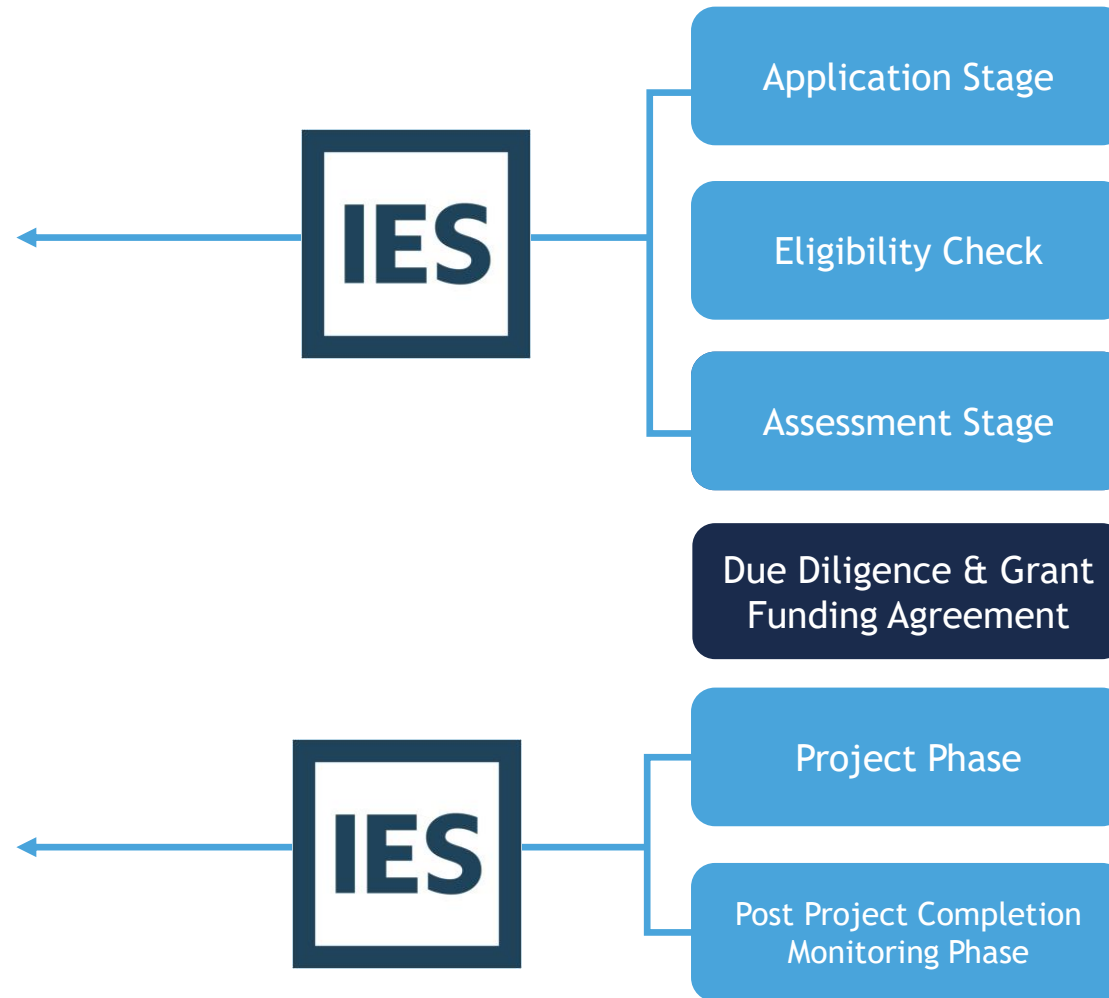 Application Stage
IES
Eligibility Check
Assessment Stage
Due Diligence & Grant
Funding Agreement
Project Phase
IES
Post Project Completion
Monitoring Phase